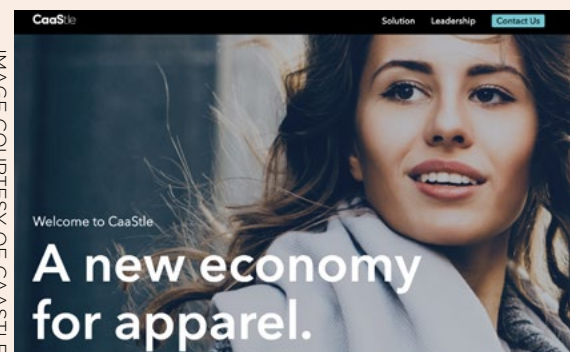 CaaStle
Solution Leadership Contact Us
Welcome to CaaStle
A new economy
for apparel.
IMAGE COURTESY OF CAASTLE